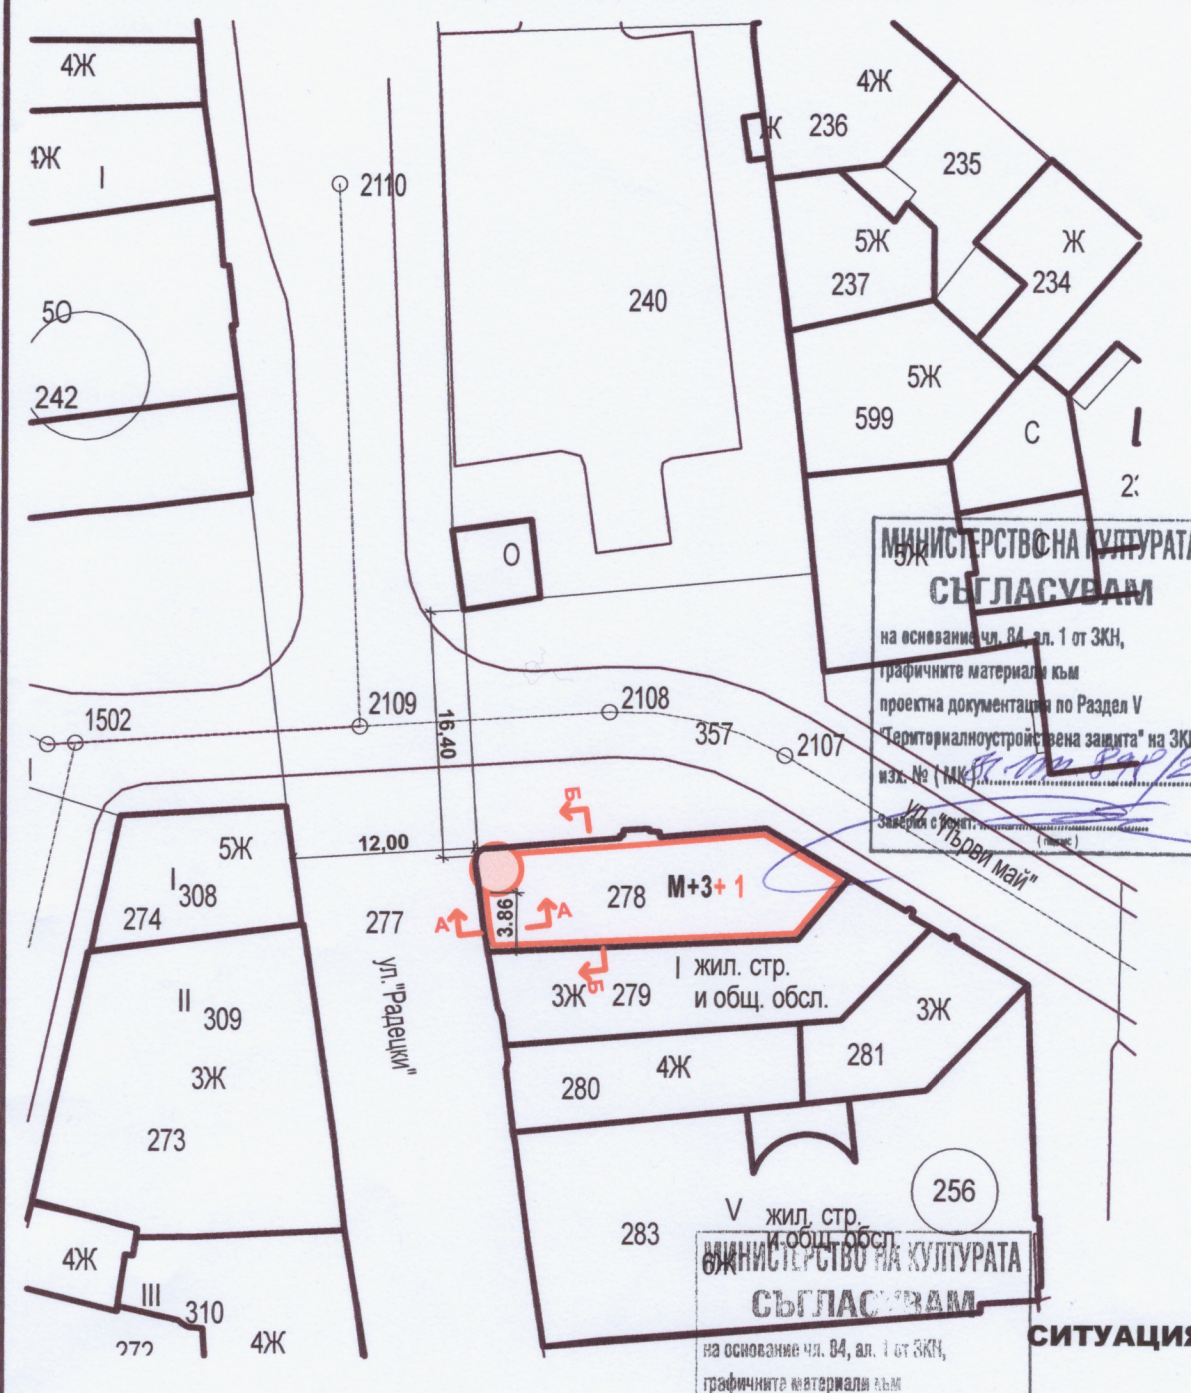 4Ж
4Ж
I
2110
4Ж
Ж
236
235
5Ж
237
Ж
234
50
242
240
5Ж
599
С
О
5Ж
С
МИНИСТЕРСТВО НА КУЛТУРАТА
СЪГЛАСУВАМ
на основание чл. 84, ал. 1 от ЗКН,
графичните материали към
проектна документация по Раздел V
"Териториалноустройствена защита" на ЗКН
изх. № ( МК )
( подпис )
1502
2109
2108
357
2107
16,40
ул. "Първи май"
Б
12,00
5Ж
I
308
274
277
А
А
3.86
278
М+3+ 1
I жил. стр.
и общ. обсл.
3Ж
Б
279
3Ж
281
ул."Радецки"
II
309
3Ж
273
280
4Ж
256
283
V жил. стр.
и общ. обсл.
6Ж
МИНИСТЕРСТВО НА КУЛТУРАТА
СЪГЛАСУВАМ
на основание чл. 84, ал. 1 от ЗКН,
графичните материали към
4Ж
III
310
272
4Ж
СИТУАЦИЯ